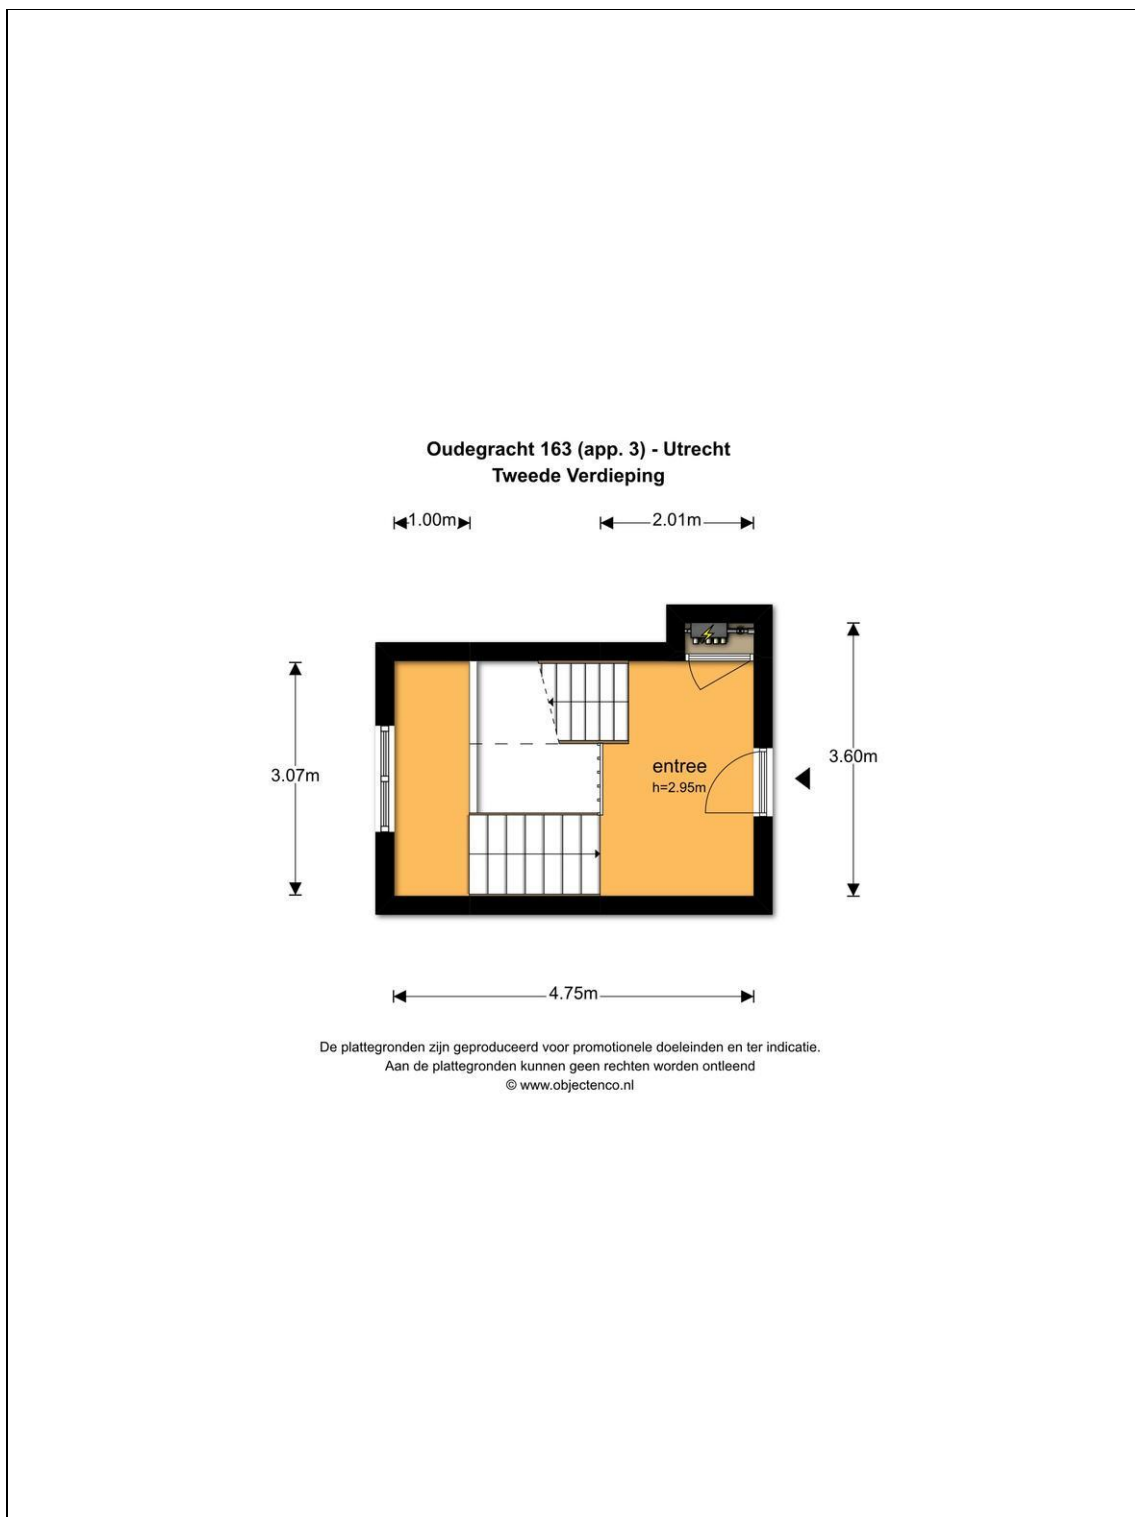 Oudegracht 163 (app. 3) - Utrecht
Tweede Verdieping
1.00m
2.01m
3.07m
entree
h=2.95m
3.60m
4.75m
De plattegronden zijn geproduceerd voor promotionele doeleinden en ter indicatie.
Aan de plattegronden kunnen geen rechten worden ontleend
© www.objectenco.nl